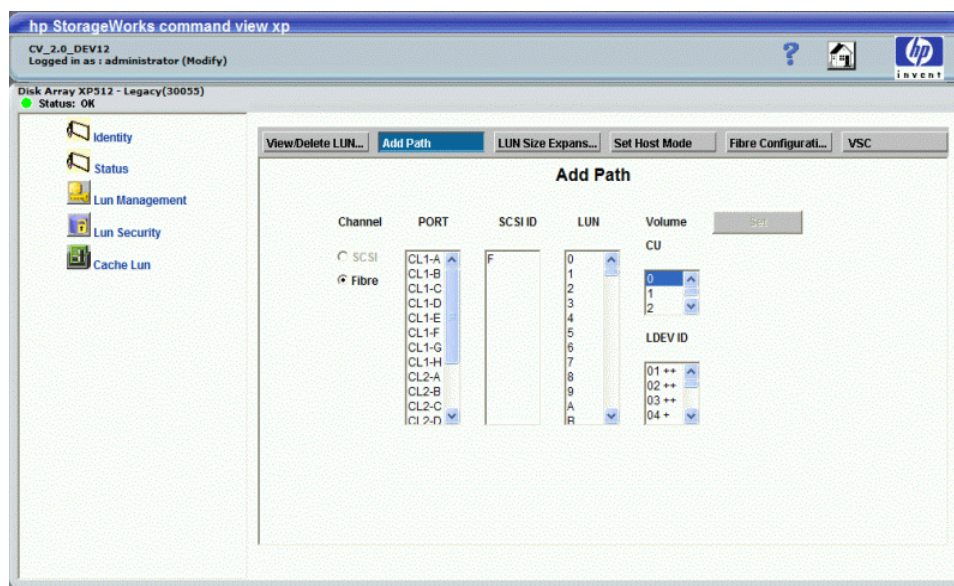 hp StorageWorks command view xp
CV_2.0_DEV12
Logged in as : administrator (Modify)
?
hp
invent
Disk Array XP512 - Legacy(30055)
Status: OK
Identity
Status
Lun Management
Lun Security
Cache Lun
View/Delete LUN... Add Path LUN Size Expans... Set Host Mode Fibre Configurati... VSC
Add Path
Channel PORT SCSI ID LUN Volume Set
CU
SCSI
Fibre
CL1-A
CL1-B
CL1-C
CL1-D
CL1-E
CL1-F
CL1-G
CL1-H
CL2-A
CL2-B
CL2-C
CL2-D
F
0
1
2
3
4
5
6
7
8
9
A
B
0
1
2
LDEV ID
01 ++
02 ++
03 ++
04 +